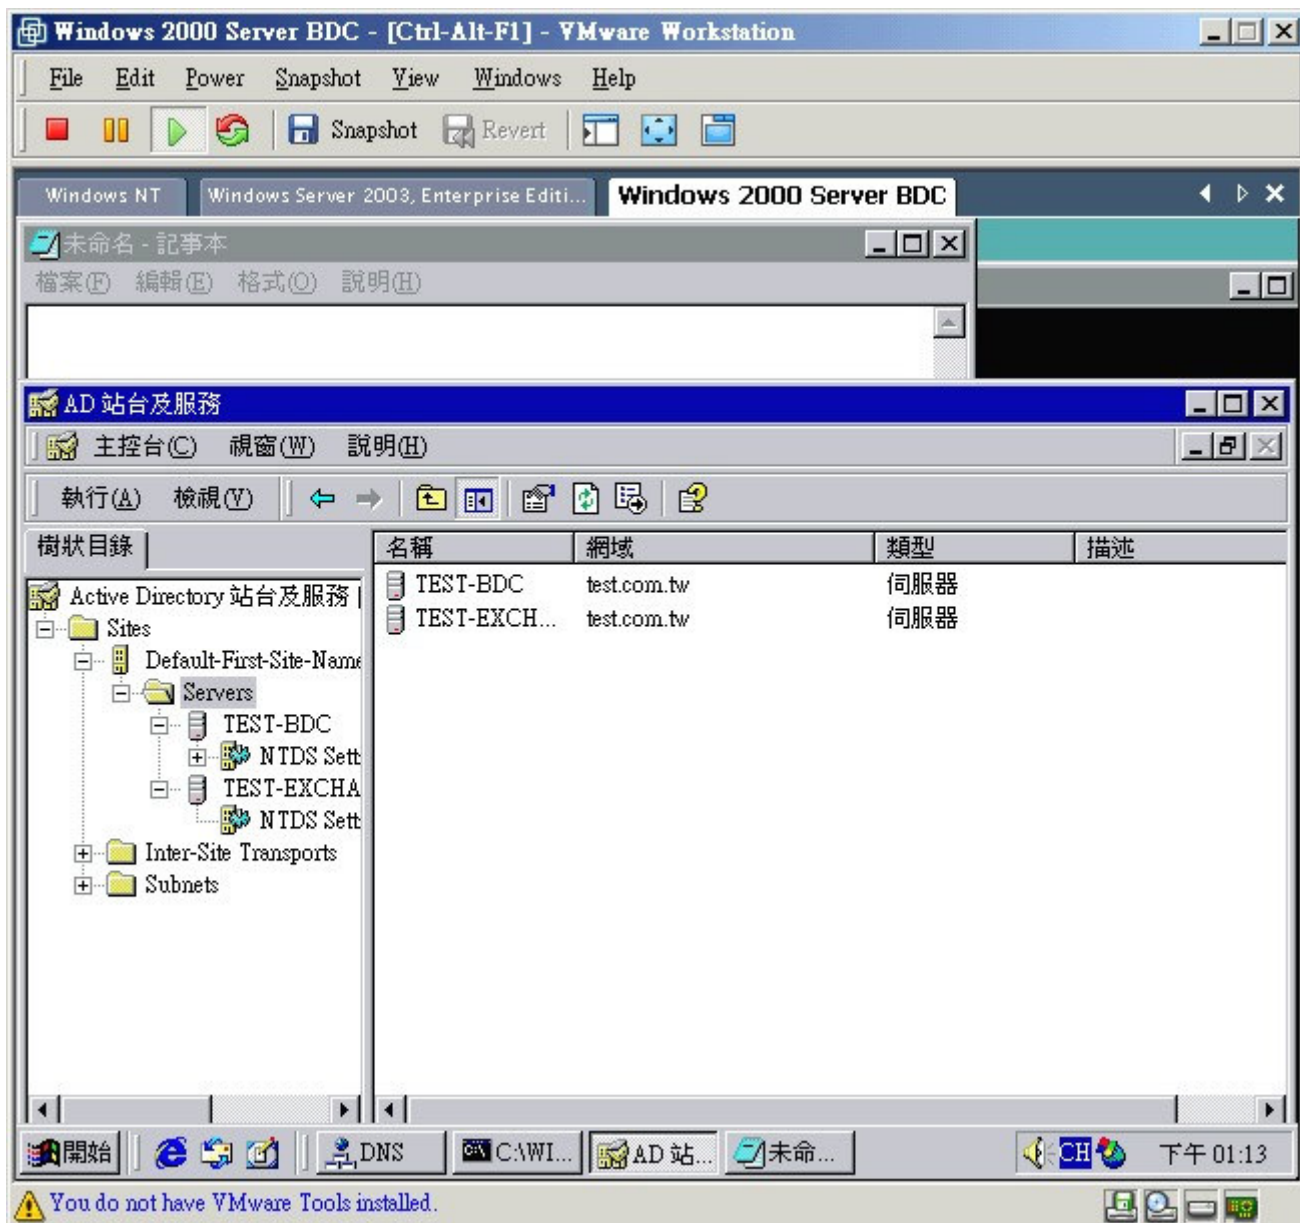 Windows 2000 Server BDC - [Ctrl-Alt-F1] - VMware Workstation
File Edit Power Snapshot View Windows Help
Snapshot Revert
Windows NT Windows Server 2003, Enterprise Editi... Windows 2000 Server BDC
未命名 - 記事本
檔案(F) 編輯(E) 格式(O) 說明(H)
AD 站台及服務
主控台(C) 視窗(W) 說明(H)
執行(A) 檢視(V)
樹狀目錄
名稱 網域 類型 描述
Active Directory 站台及服務 [
Sites
Default-First-Site-Name
Servers
TEST-BDC
NTDS Sett
TEST-EXCHA
NTDS Sett
Inter-Site Transports
Subnets
TEST-BDC test.com.tw 伺服器
TEST-EXCH... test.com.tw 伺服器
開始 DNS C:\WI... AD 站... 未命... CH 下午 01:13
You do not have VMware Tools installed.